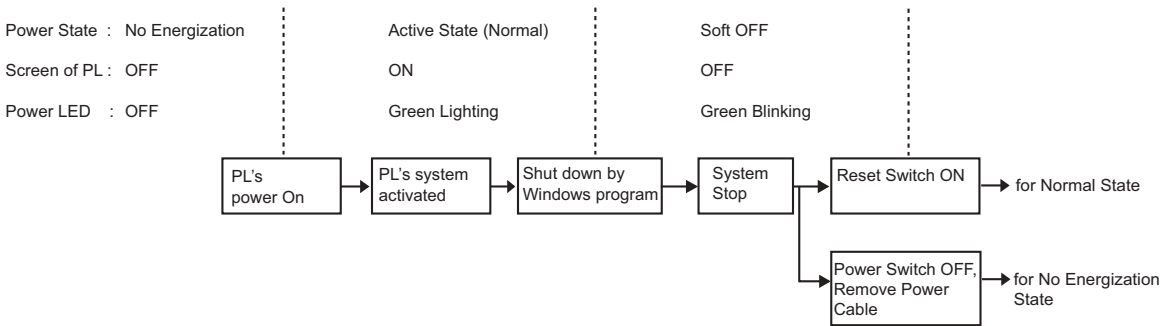 Power State : No Energization Active State (Normal) Soft OFF
Screen of PL : OFF ON OFF
Power LED : OFF Green Lighting Green Blinking
PL's
power On
PL's system
activated
Shut down by
Windows program
System
Stop
Reset Switch ON
for Normal State
Power Switch OFF,
Remove Power
Cable
for No Energization
State